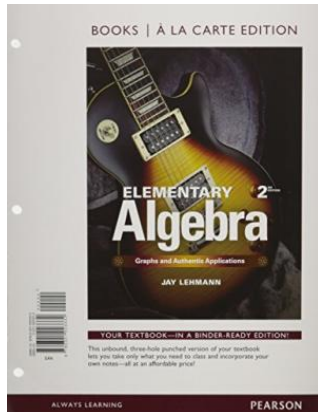 BOOKS | À LA CARTE EDITION
ELEMENTARY 2ND EDITION
Algebra
Graphs and Authentic Applications
JAY LEHMANN
YOUR TEXTBOOK—IN A BINDER-READY EDITION!
This unbound, three-hole punched version of your textbook
lets you take only what you need to class and incorporate your
own notes—all at an affordable price!
ALWAYS LEARNING
PEARSON